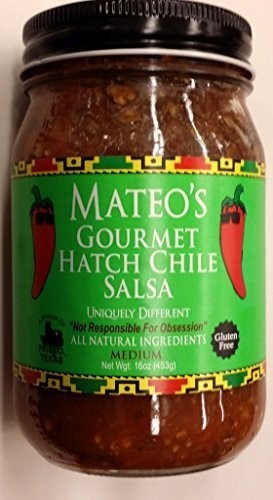 MATEO'S
GOURMET
HATCH CHILE
SALSA
UNIQUELY DIFFERENT
"Not Responsible For Obsession"
ALL NATURAL INGREDIENTS
MEDIUM
Net Wgt: 16oz (453g)
Gluten
Free
TEXAS